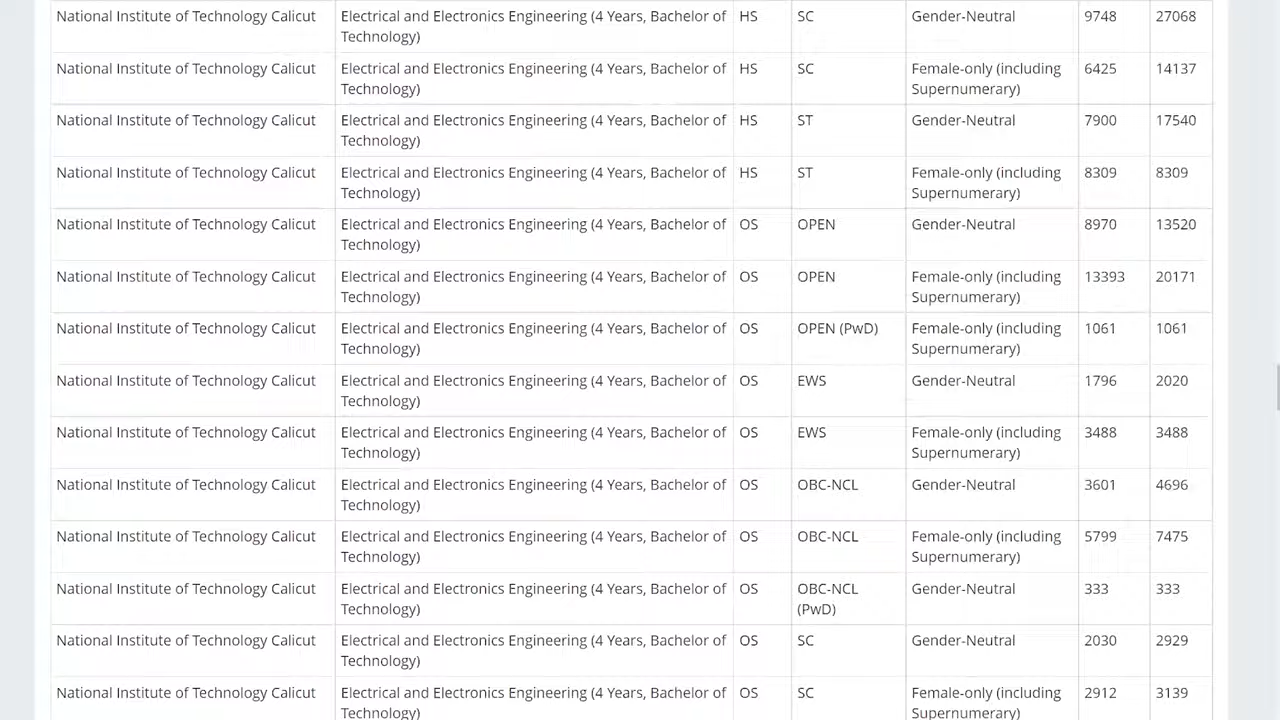 National Institute of Technology Calicut Electrical and Electronics Engineering (4 Years, Bachelor of HS SC Gender-Neutral 9748 27068
Technology)
National Institute of Technology Calicut Electrical and Electronics Engineering (4 Years, Bachelor of HS SC Female-only (including 6425 14137
Technology) Supernumerary)
National Institute of Technology Calicut Electrical and Electronics Engineering (4 Years, Bachelor of HS ST Gender-Neutral 7900 17540
Technology)
National Institute of Technology Calicut Electrical and Electronics Engineering (4 Years, Bachelor of HS ST Female-only (including 8309 8309
Technology) Supernumerary)
National Institute of Technology Calicut Electrical and Electronics Engineering (4 Years, Bachelor of OS OPEN Gender-Neutral 8970 13520
Technology)
National Institute of Technology Calicut Electrical and Electronics Engineering (4 Years, Bachelor of OS OPEN Female-only (including 13393 20171
Technology) Supernumerary)
National Institute of Technology Calicut Electrical and Electronics Engineering (4 Years, Bachelor of OS OPEN (PwD) Female-only (including 1061 1061
Technology) Supernumerary)
National Institute of Technology Calicut Electrical and Electronics Engineering (4 Years, Bachelor of OS EWS Gender-Neutral 1796 2020
Technology)
National Institute of Technology Calicut Electrical and Electronics Engineering (4 Years, Bachelor of OS EWS Female-only (including 3488 3488
Technology) Supernumerary)
National Institute of Technology Calicut Electrical and Electronics Engineering (4 Years, Bachelor of OS OBC-NCL Gender-Neutral 3601 4696
Technology)
National Institute of Technology Calicut Electrical and Electronics Engineering (4 Years, Bachelor of OS OBC-NCL Female-only (including 5799 7475
Technology) Supernumerary)
National Institute of Technology Calicut Electrical and Electronics Engineering (4 Years, Bachelor of OS OBC-NCL Gender-Neutral 333 333
Technology) (PwD)
National Institute of Technology Calicut Electrical and Electronics Engineering (4 Years, Bachelor of OS SC Gender-Neutral 2030 2929
Technology)
National Institute of Technology Calicut Electrical and Electronics Engineering (4 Years, Bachelor of OS SC Female-only (including 2912 3139
Technology) Supernumerary)